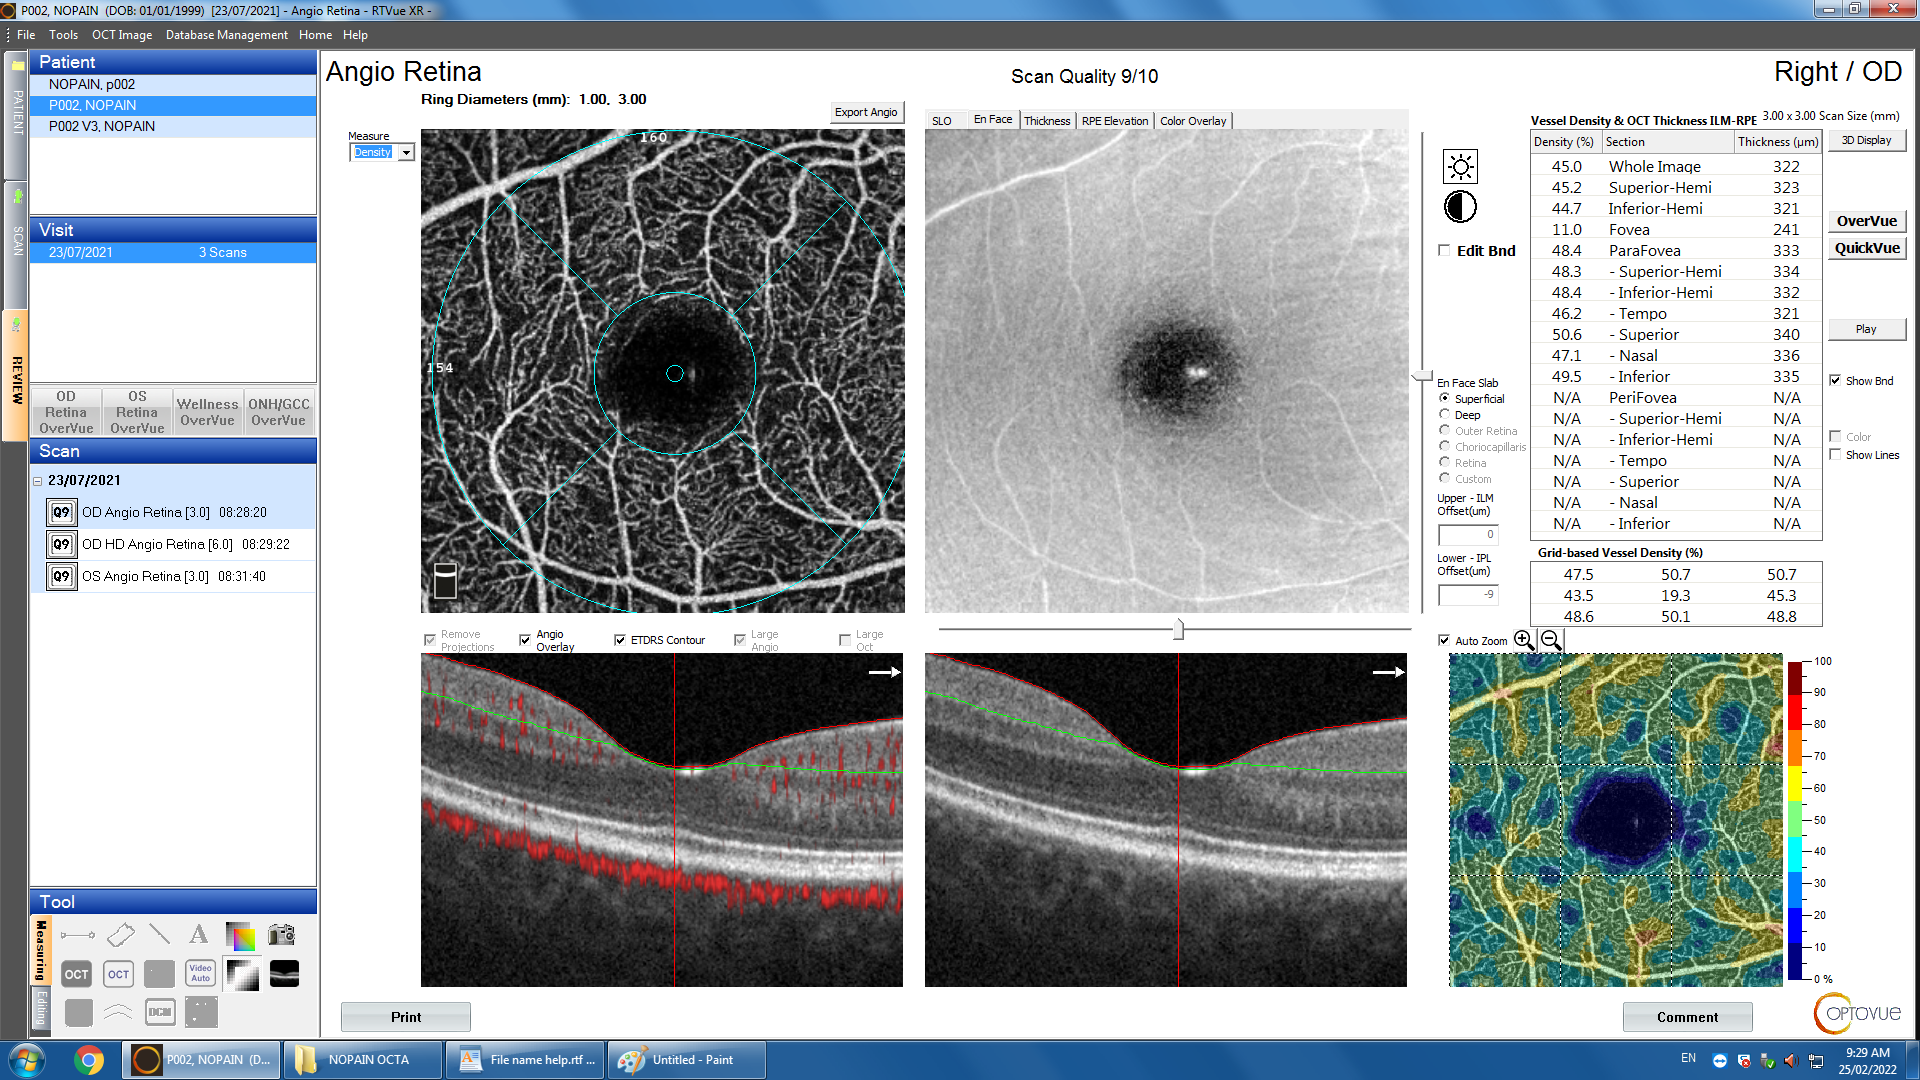 P002, NOPAIN (DOB: 01/01/1999) [23/07/2021] - Angio Retina - RTVue XR -
File Tools OCT Image Database Management Home Help
PATIENT
SCAN
REVIEW
Patient
NOPAIN, p002
P002, NOPAIN
P002 V3, NOPAIN
Visit
23/07/2021 3 Scans
OD Retina OverVue
OS Retina OverVue
Wellness OverVue
ONH/GCC OverVue
Scan
23/07/2021
Q9 OD Angio Retina [3.0] 08:28:20
Q9 OD HD Angio Retina [6.0] 08:29:22
Q9 OS Angio Retina [3.0] 08:31:40
Tool
Measuring
Editing
A
OCT
OCT
Video Auto
DCM
Angio Retina
Scan Quality 9/10
Right / OD
Ring Diameters (mm): 1.00, 3.00
Export Angio
Measure
Density
160
154
SLO En Face Thickness RPE Elevation Color Overlay
Edit Bnd
En Face Slab
Superficial
Deep
Outer Retina
Choriocapillaris
Retina
Custom
Upper - ILM
Offset(um)
0
Lower - IPL
Offset(um)
-9
Remove Projections
Angio Overlay
ETDRS Contour
Large Angio
Large Oct
Auto Zoom
Vessel Density & OCT Thickness ILM-RPE 3.00 x 3.00 Scan Size (mm)
Density (%) Section Thickness (µm)
45.0 Whole Image 322
45.2 Superior-Hemi 323
44.7 Inferior-Hemi 321
11.0 Fovea 241
48.4 ParaFovea 333
48.3 - Superior-Hemi 334
48.4 - Inferior-Hemi 332
46.2 - Tempo 321
50.6 - Superior 340
47.1 - Nasal 336
49.5 - Inferior 335
N/A PeriFovea N/A
N/A - Superior-Hemi N/A
N/A - Inferior-Hemi N/A
N/A - Tempo N/A
N/A - Superior N/A
N/A - Nasal N/A
N/A - Inferior N/A
Grid-based Vessel Density (%)
47.5 50.7 50.7
43.5 19.3 45.3
48.6 50.1 48.8
3D Display
OverVue
QuickVue
Play
Show Bnd
Color
Show Lines
100
90
80
70
60
50
40
30
20
10
0 %
Print
Comment
OPTOVUE
P002, NOPAIN (D...
NOPAIN OCTA
File name help.rtf ...
Untitled - Paint
EN
9:29 AM
25/02/2022